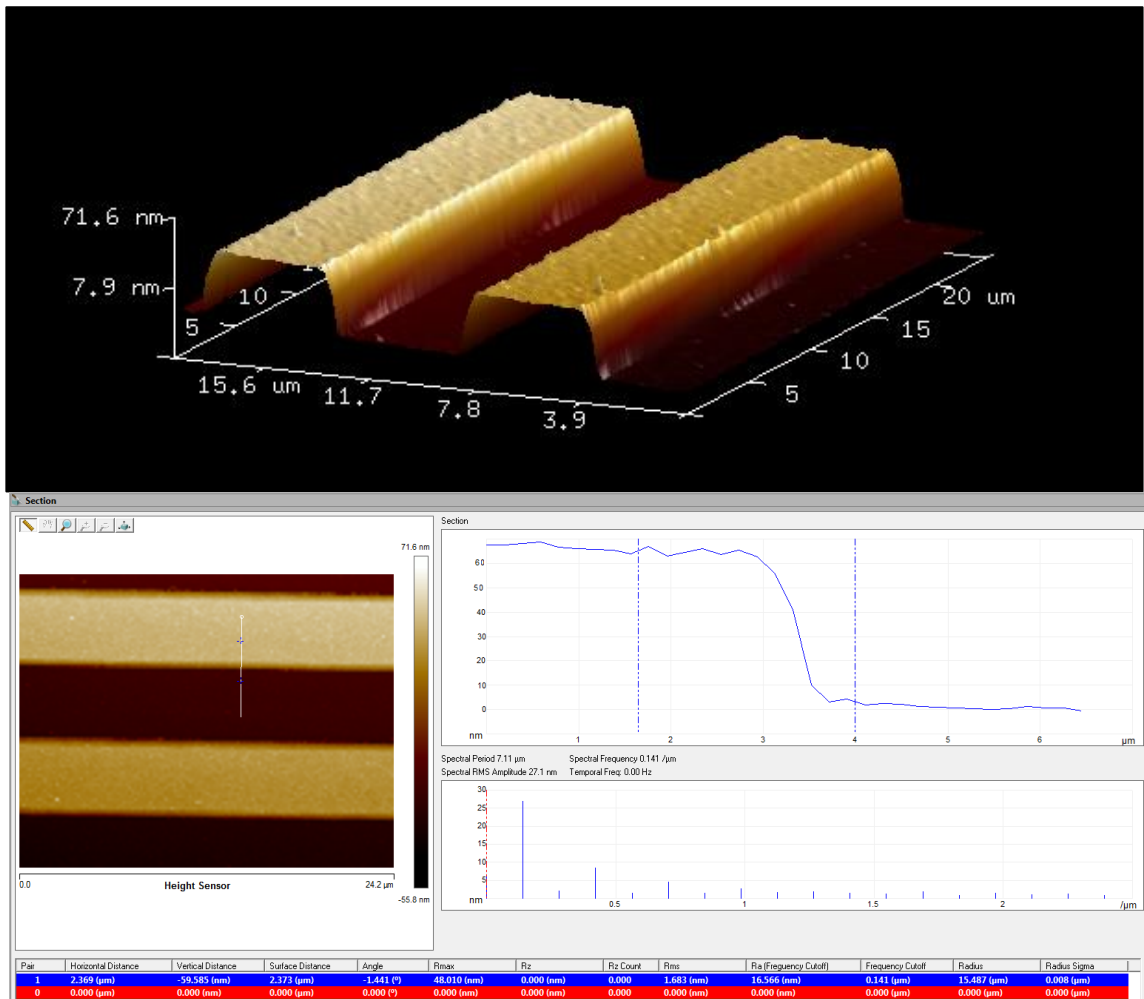 71.6 nm
7.9 nm
5
10
1
15.6 um
11.7
7.8
3.9
5
10
15
20 um
Section
71.6 nm
-55.8 nm
0.0 Height Sensor 24.2 µm
Section
60
50
40
30
20
10
0
nm 1 2 3 4 5 6 µm
Spectral Period 7.11 µm Spectral Frequency 0.141 /µm
Spectral RMS Amplitude 27.1 nm Temporal Freq: 0.00 Hz
30
25
20
15
10
5
nm 0.5 1 1.5 2 /µm
Pair Horizontal Distance Vertical Distance Surface Distance Angle Rmax Rz Rz Count Rms Ra (Freguency Cutoff) Frequency Cutoff Radius Radius Sigma
1 2.369 (µm) -59.585 (nm) 2.373 (µm) -1.441 (º) 48.010 (nm) 0.000 (nm) 0.000 1.683 (nm) 16.566 (nm) 0.141 (µm) 15.487 (µm) 0.008 (µm)
0 0.000 (µm) 0.000 (nm) 0.000 (µm) 0.000 (º) 0.000 (nm) 0.000 (nm) 0.000 0.000 (nm) 0.000 (nm) 0.000 (µm) 0.000 (µm) 0.000 (µm)